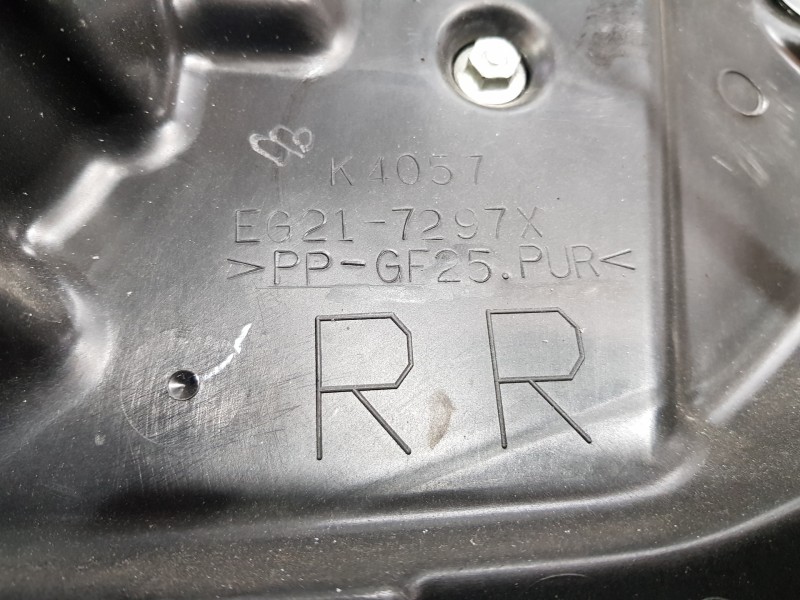 K4057
EG21-7297X
>PP-GF25.PUR<
R R